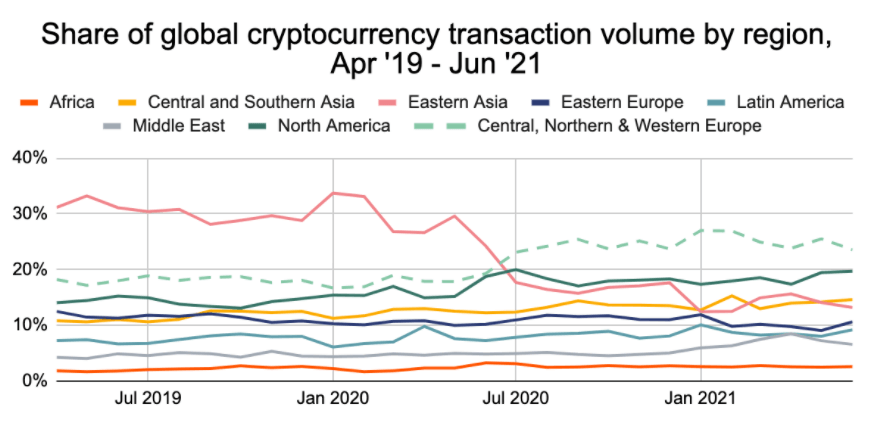 Share of global cryptocurrency transaction volume by region,
Apr '19 - Jun '21
Africa Central and Southern Asia Eastern Asia Eastern Europe Latin America
Middle East North America Central, Northern & Western Europe
40%
30%
20%
10%
0%
Jul 2019 Jan 2020 Jul 2020 Jan 2021